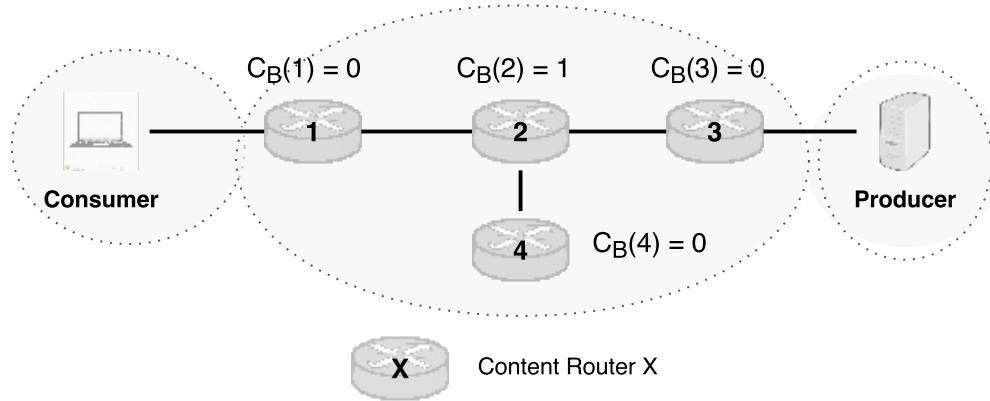 C_B(1) = 0
C_B(2) = 1
C_B(3) = 0
1
2
3
Consumer
Producer
4
C_B(4) = 0
X
Content Router X